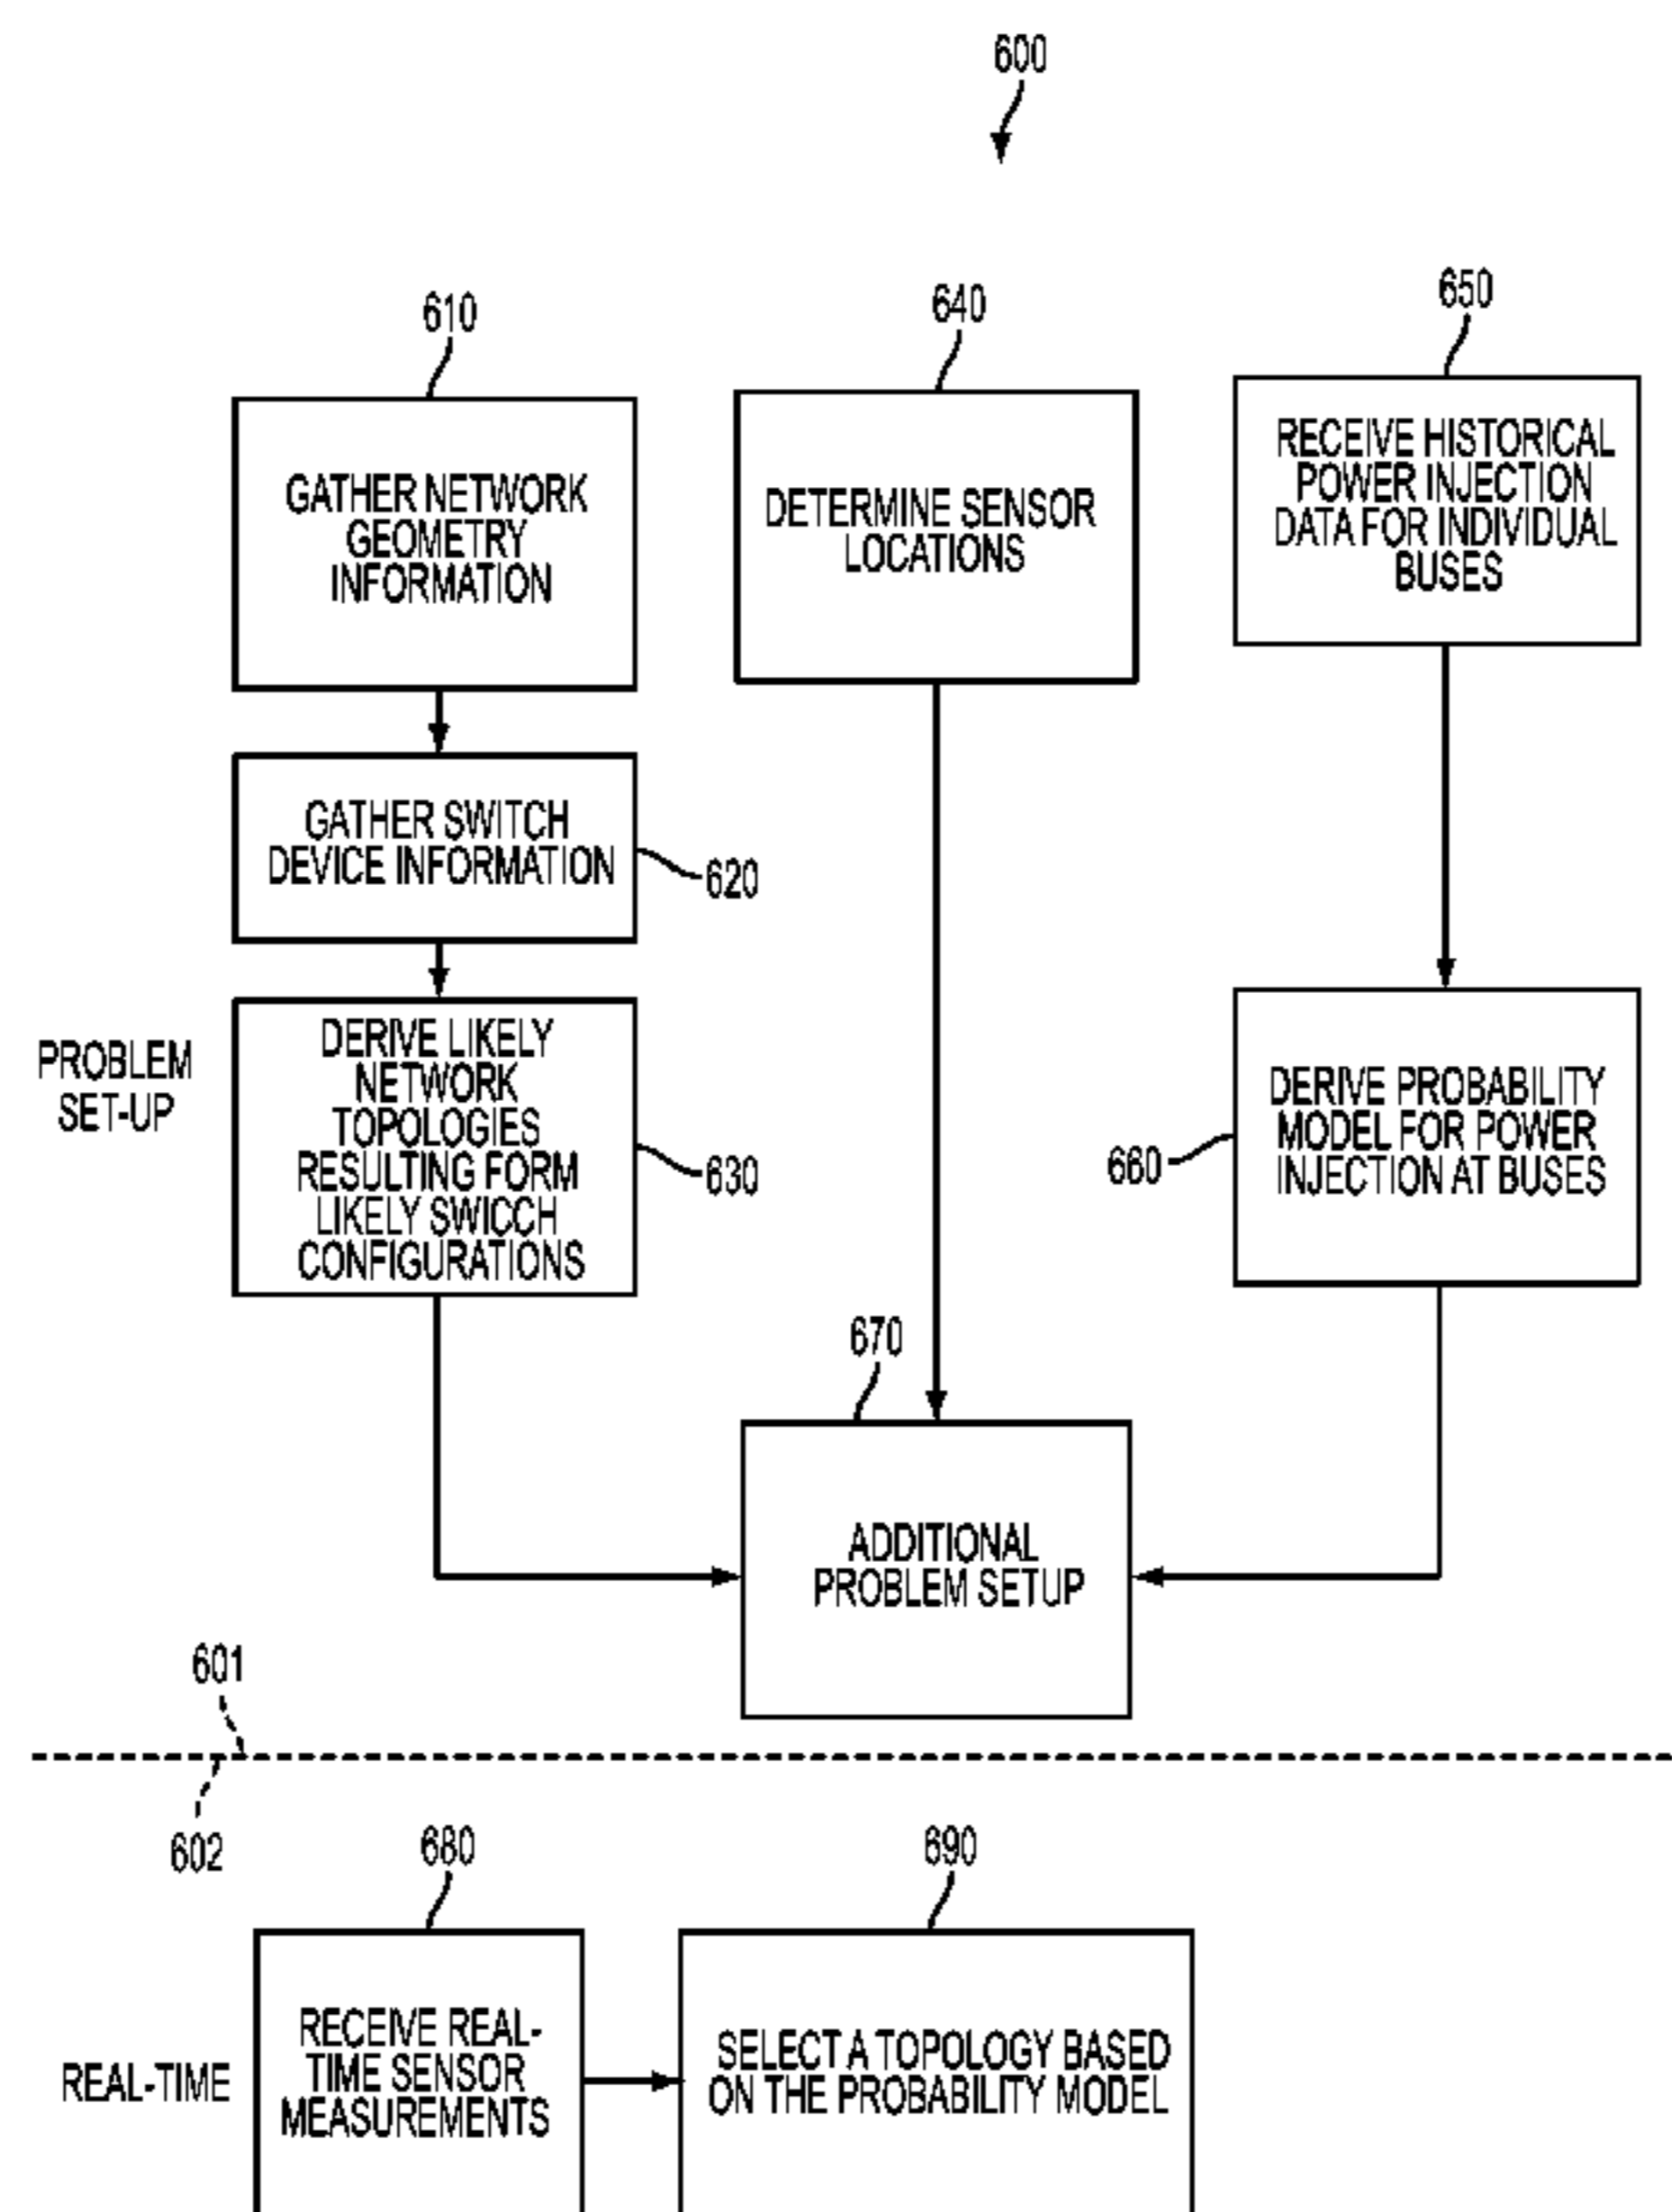 600
610
640
650
GATHER NETWORK
GEOMETRY
INFORMATION
DETERMINE SENSOR
LOCATIONS
RECEIVE HISTORICAL
POWER INJECTION
DATA FOR INDIVIDUAL
BUSES
GATHER SWITCH
DEVICE INFORMATION
620
PROBLEM
SET-UP
DERIVE LIKELY
NETWORK
TOPOLOGIES
RESULTING FORM
LIKELY SWICCH
CONFIGURATIONS
630
660
DERIVE PROBABILITY
MODEL FOR POWER
INJECTION AT BUSES
670
ADDITIONAL
PROBLEM SETUP
601
602
680
690
REAL-TIME
RECEIVE REAL-
TIME SENSOR
MEASUREMENTS
SELECT A TOPOLOGY BASED
ON THE PROBABILITY MODEL